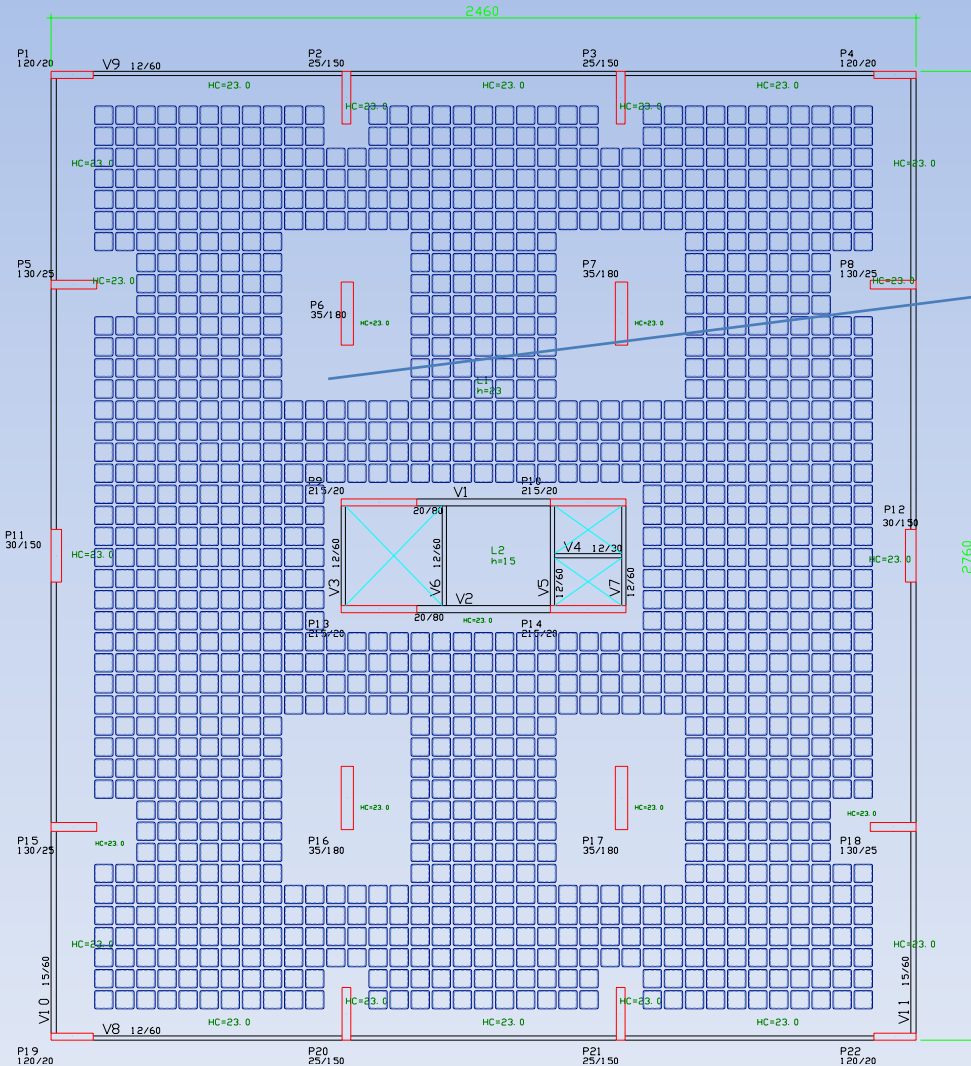 2460
P1
120/20
V9 12/60
P2
25/150
P3
25/150
P4
120/20
HC=23.0
HC=23.0
HC=23.0
HC=23.0
HC=23.0
HC=23.0
HC=23.0
P5
130/25
HC=23.0
P7
35/180
P8
130/25
HC=23.0
P6
35/180
HC=23.0
HC=23.0
L1
h=23
P9
215/20
V1
P10
215/20
20/80
P11
30/150
P12
30/150
HC=23.0
V3 12/60
V6 12/60
L2
h=15
V4 12/30
V5 12/60
V7 12/60
HC=23.0
2760
V2
20/80
HC=23.0
P13
215/20
P14
215/20
HC=23.0
HC=23.0
HC=23.0
P15
130/25
HC=23.0
P16
35/180
P17
35/180
P18
130/25
HC=23.0
HC=23.0
V10 15/60
V11 15/60
HC=23.0
HC=23.0
HC=23.0
HC=23.0
HC=23.0
V8 12/60
P19
120/20
P20
25/150
P21
25/150
P22
120/20